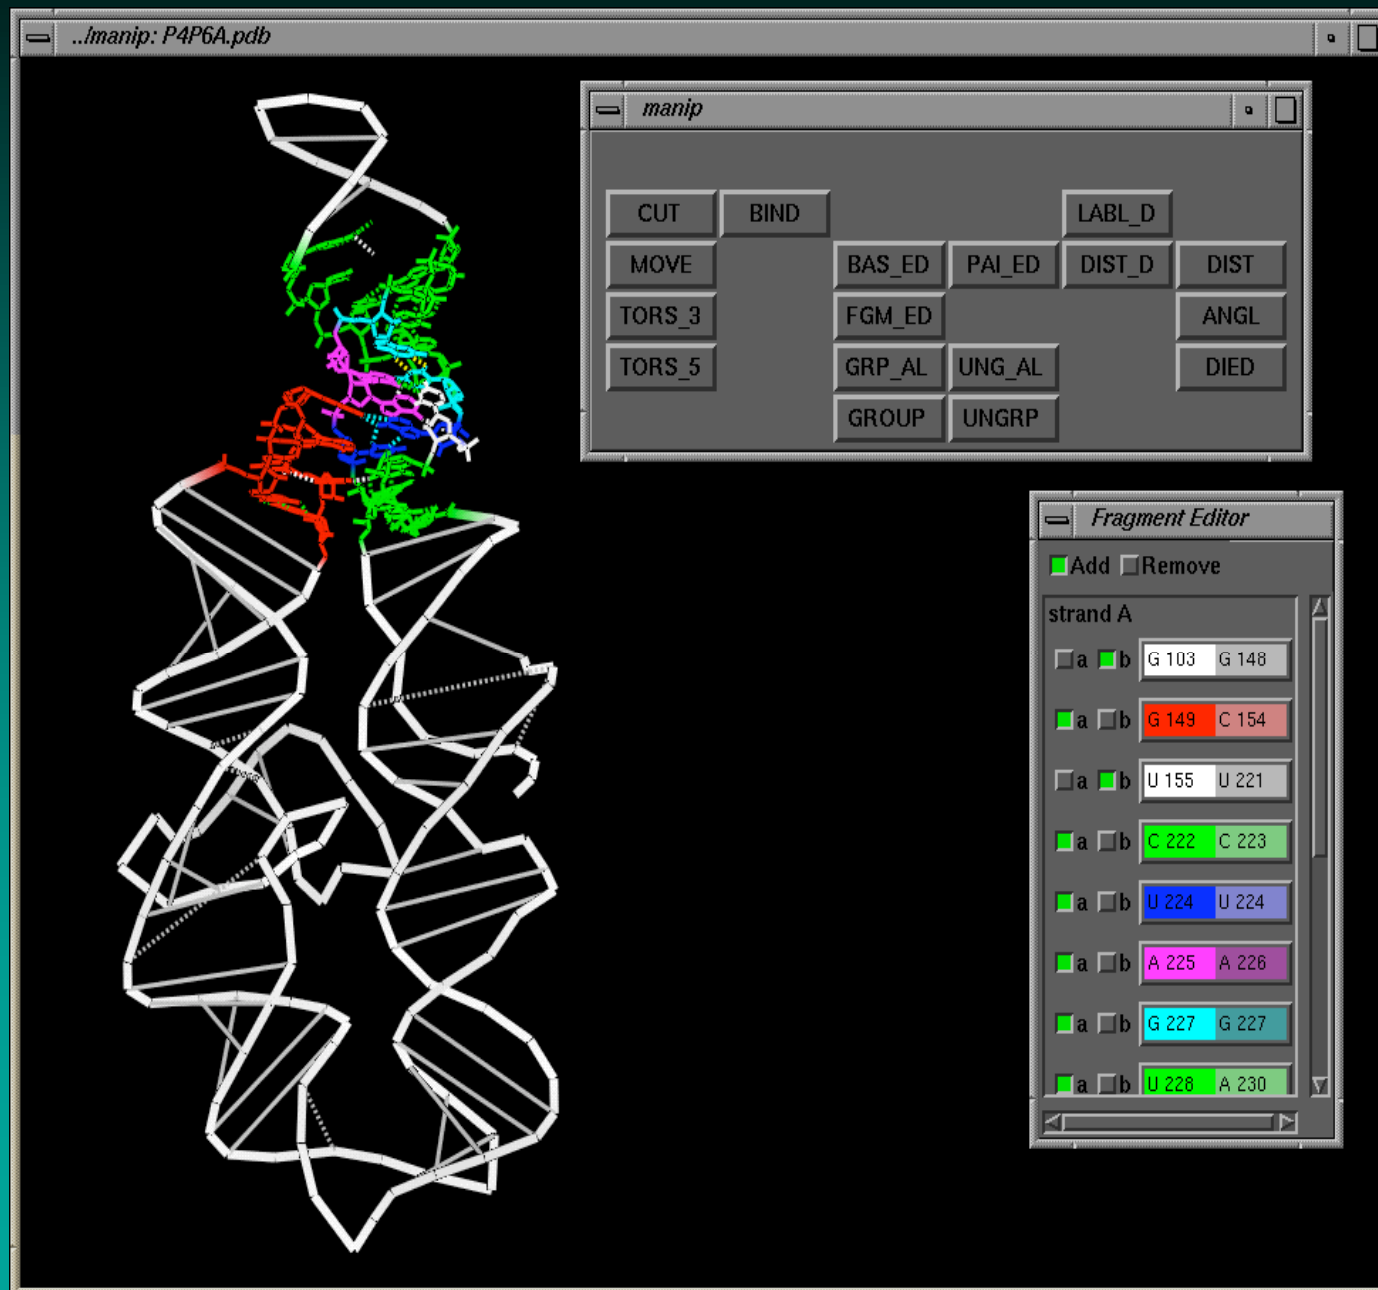 ../manip: P4P6A.pdb
manip
CUT BIND LABL_D
MOVE BAS_ED PAI_ED DIST_D DIST
TORS_3 FGM_ED ANGL
TORS_5 GRP_AL UNG_AL DIED
GROUP UNGRP
Fragment Editor
Add Remove
strand A
a b G 103 G 148
a b G 149 C 154
a b U 155 U 221
a b C 222 C 223
a b U 224 U 224
a b A 225 A 226
a b G 227 G 227
a b U 228 A 230